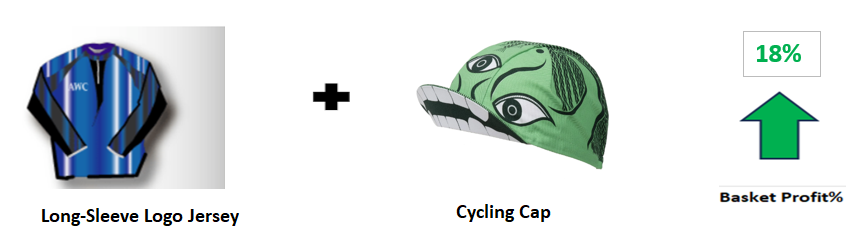 AWC
Long-Sleeve Logo Jersey
Cycling Cap
18%
Basket Profit%